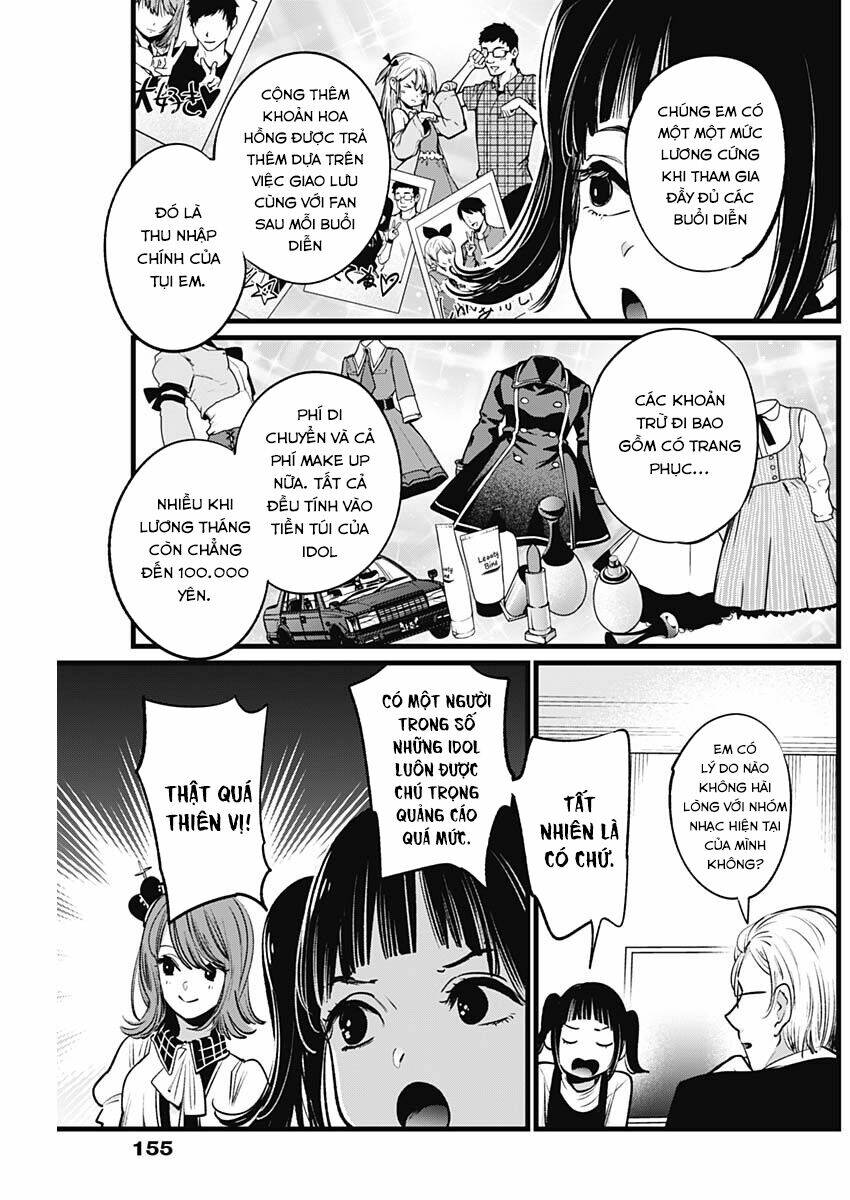 CHÚNG EM CÓ
MỘT MỘT MỨC
LƯƠNG CỨNG
KHI THAM GIA
ĐẦY ĐỦ CÁC
BUỔI DIỄN
CỘNG THÊM
KHOẢN HOA
HỒNG ĐƯỢC TRẢ
THÊM DỰA TRÊN
VIỆC GIAO LƯU
CÙNG VỚI FAN
SAU MỖI BUỔI
DIỄN
ĐÓ LÀ
THU NHẬP
CHÍNH CỦA
TỤI EM.
大好き
CÁC KHOẢN
TRỪ ĐI BAO
GỒM CÓ TRANG
PHỤC...
PHÍ DI
CHUYỂN VÀ CẢ
PHÍ MAKE UP
NỮA. TẤT CẢ
ĐỀU TÍNH VÀO
TIỀN TÚI CỦA
IDOL
NHIỀU KHI
LƯƠNG THÁNG
CÒN CHẲNG
ĐẾN 100.000
YÊN.
EM CÓ
LÝ DO NÀO
KHÔNG HÀI
LÒNG VỚI NHÓM
NHẠC HIỆN TẠI
CỦA MÌNH
KHÔNG?
TẤT
NHIÊN LÀ
CÓ CHỨ.
CÓ MỘT NGƯỜI
TRONG SỐ
NHỮNG IDOL
LUÔN ĐƯỢC
CHÚ TRỌNG
QUẢNG CÁO
QUÁ MỨC.
THẬT QUÁ
THIÊN VỊ!
155